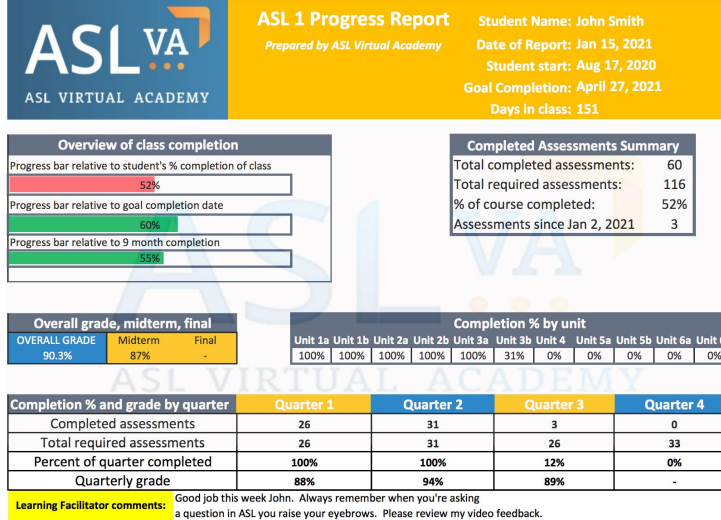 ASL VA
ASL VIRTUAL ACADEMY
ASL 1 Progress Report
Prepared by ASL Virtual Academy
Student Name: John Smith
Date of Report: Jan 15, 2021
Student start: Aug 17, 2020
Goal Completion: April 27, 2021
Days in class: 151
Overview of class completion
Progress bar relative to student's % completion of class
52%
Progress bar relative to goal completion date
60%
Progress bar relative to 9 month completion
55%
Completed Assessments Summary
Total completed assessments: 60
Total required assessments: 116
% of course completed: 52%
Assessments since Jan 2, 2021 3
Overall grade, midterm, final
OVERALL GRADE Midterm Final
90.3% 87% -
Completion % by unit
Unit 1a Unit 1b Unit 2a Unit 2b Unit 3a Unit 3b Unit 4 Unit 5a Unit 5b Unit 6a Unit
100% 100% 100% 100% 100% 31% 0% 0% 0% 0% 0%
ASL VA
ASL VIRTUAL ACADEMY
Completion % and grade by quarter Quarter 1 Quarter 2 Quarter 3 Quarter 4
Completed assessments 26 31 3 0
Total required assessments 26 31 26 33
Percent of quarter completed 100% 100% 12% 0%
Quarterly grade 88% 94% 89% -
Learning Facilitator comments: Good job this week John. Always remember when you're asking
a question in ASL you raise your eyebrows. Please review my video feedback.